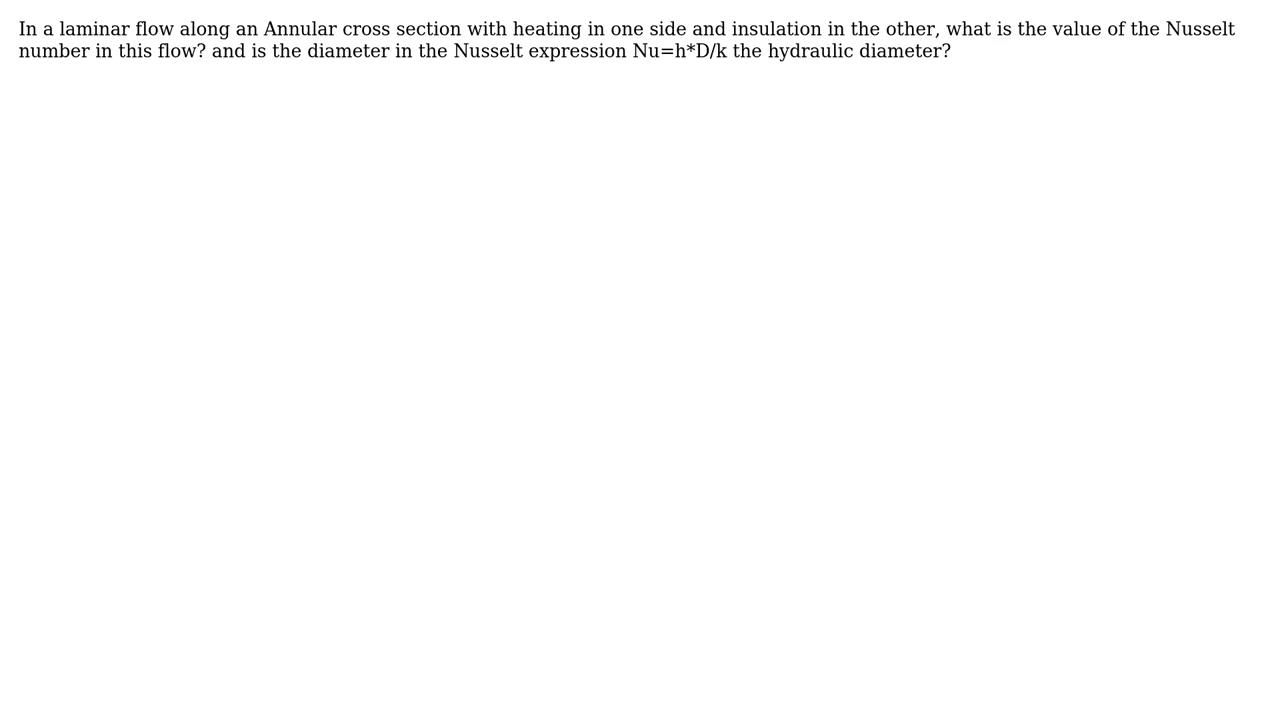 In a laminar flow along an Annular cross section with heating in one side and insulation in the other, what is the value of the Nusselt
number in this flow? and is the diameter in the Nusselt expression Nu=h*D/k the hydraulic diameter?